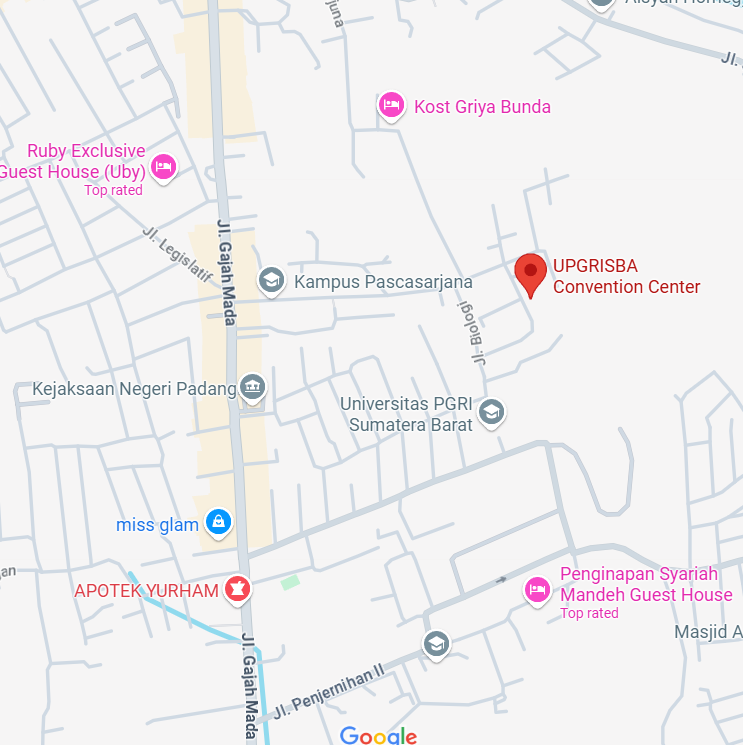 Jl.
Kost Griya Bunda
Ruby Exclusive
Guest House (Uby)
Top rated
Jl. Legislatif
Jl. Gajah Mada
Kampus Pascasarjana
UPGRISBA
Convention Center
Jl. Biologi
Kejaksaan Negeri Padang
Universitas PGRI
Sumatera Barat
miss glam
APOTEK YURHAM
Penginapan Syariah
Mandeh Guest House
Top rated
Masjid A
Jl. Gajah Mada
Jl. Penjernihan II
Google